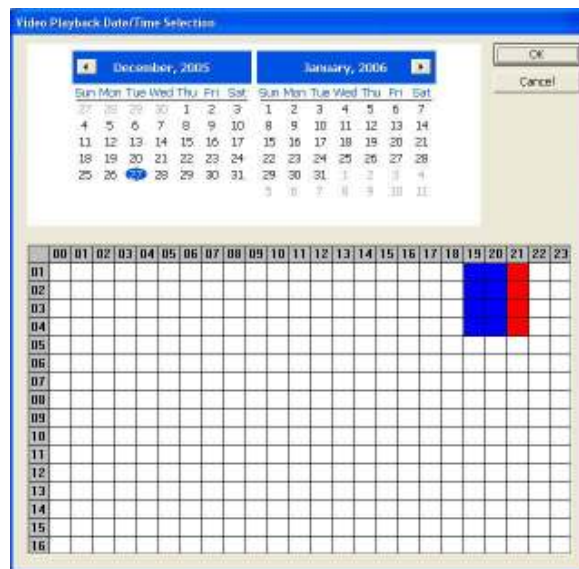 Video Playback Date/Time Selection
December, 2005
January, 2006
OK
Cancel
Sun Mon Tue Wed Thu Fri Sat
27 28 29 30 1 2 3
4 5 6 7 8 9 10
11 12 13 14 15 16 17
18 19 20 21 22 23 24
25 26 27 28 29 30 31
Sun Mon Tue Wed Thu Fri Sat
1 2 3 4 5 6 7
8 9 10 11 12 13 14
15 16 17 18 19 20 21
22 23 24 25 26 27 28
29 30 31 1 2 3 4
5 6 7 8 9 10 11
00 01 02 03 04 05 06 07 08 09 10 11 12 13 14 15 16 17 18 19 20 21 22 23
01
02
03
04
05
06
07
08
09
10
11
12
13
14
15
16